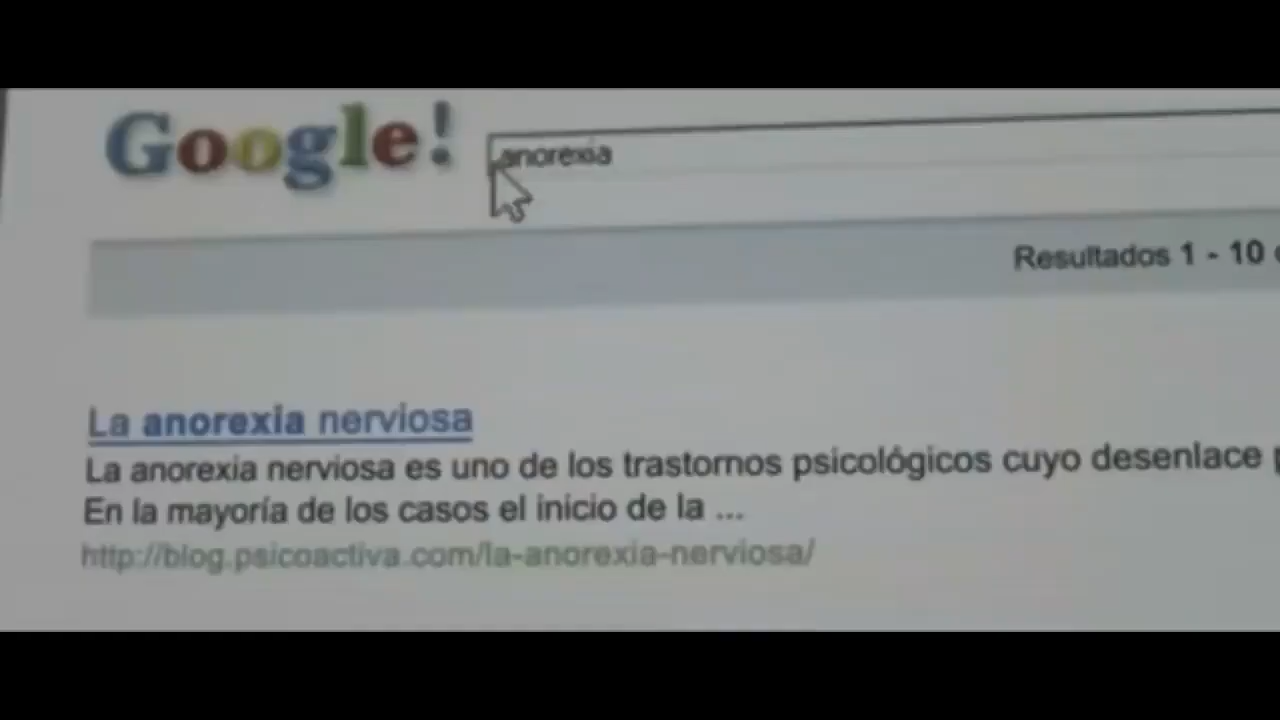 Google!
anorexia
Resultados 1 - 10
La anorexia nerviosa
La anorexia nerviosa es uno de los trastornos psicológicos cuyo desenlace
En la mayoría de los casos el inicio de la ...
http://blog.psicoactiva.com/la-anorexia-nerviosa/